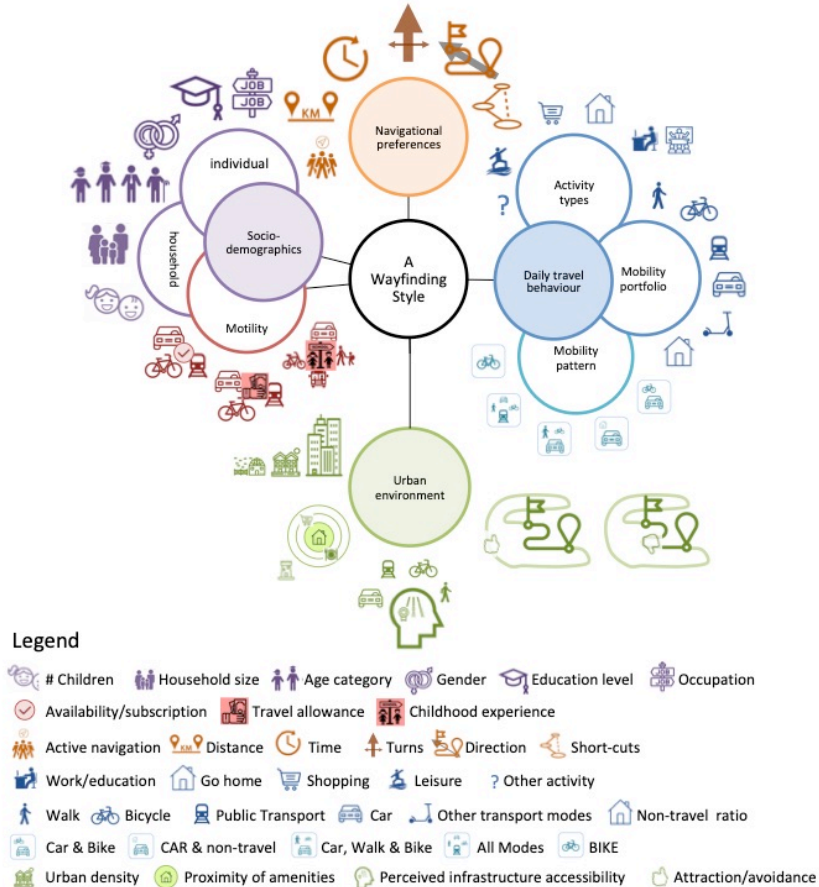 JOB
JOB
KM
Navigational
preferences
individual
Activity
types
?
Socio-
demographics
household
A
Wayfinding
Style
Daily travel
behaviour
Mobility
portfolio
Motility
Mobility
pattern
Urban
environment
Legend
# Children Household size Age category Gender Education level Occupation
Availability/subscription Travel allowance Childhood experience
Active navigation KM Distance Time Turns Direction Short-cuts
Work/education Go home Shopping Leisure ? Other activity
Walk Bicycle Public Transport Car Other transport modes Non-travel ratio
Car & Bike CAR & non-travel Car, Walk & Bike All Modes BIKE
Urban density Proximity of amenities Perceived infrastructure accessibility Attraction/avoidance